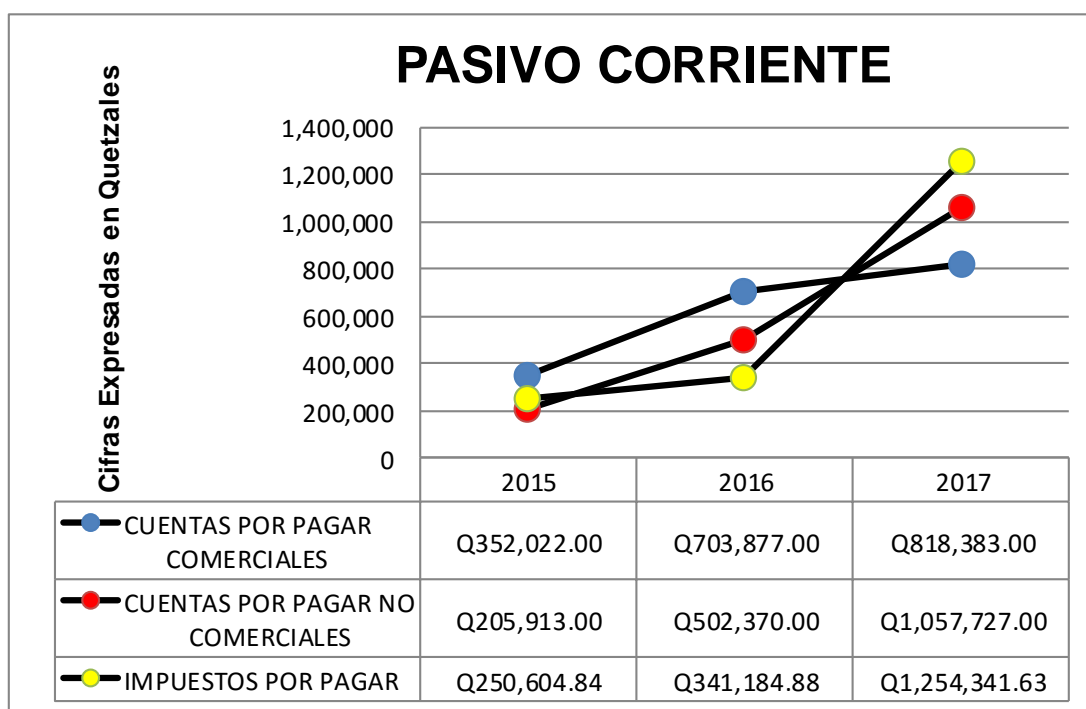 PASIVO CORRIENTE
Cifras Expresadas en Quetzales
1,400,000
1,200,000
1,000,000
800,000
600,000
400,000
200,000
0
2015 2016 2017
CUENTAS POR PAGAR
COMERCIALES
Q352,022.00 Q703,877.00 Q818,383.00
CUENTAS POR PAGAR NO
COMERCIALES
Q205,913.00 Q502,370.00 Q1,057,727.00
IMPUESTOS POR PAGAR Q250,604.84 Q341,184.88 Q1,254,341.63